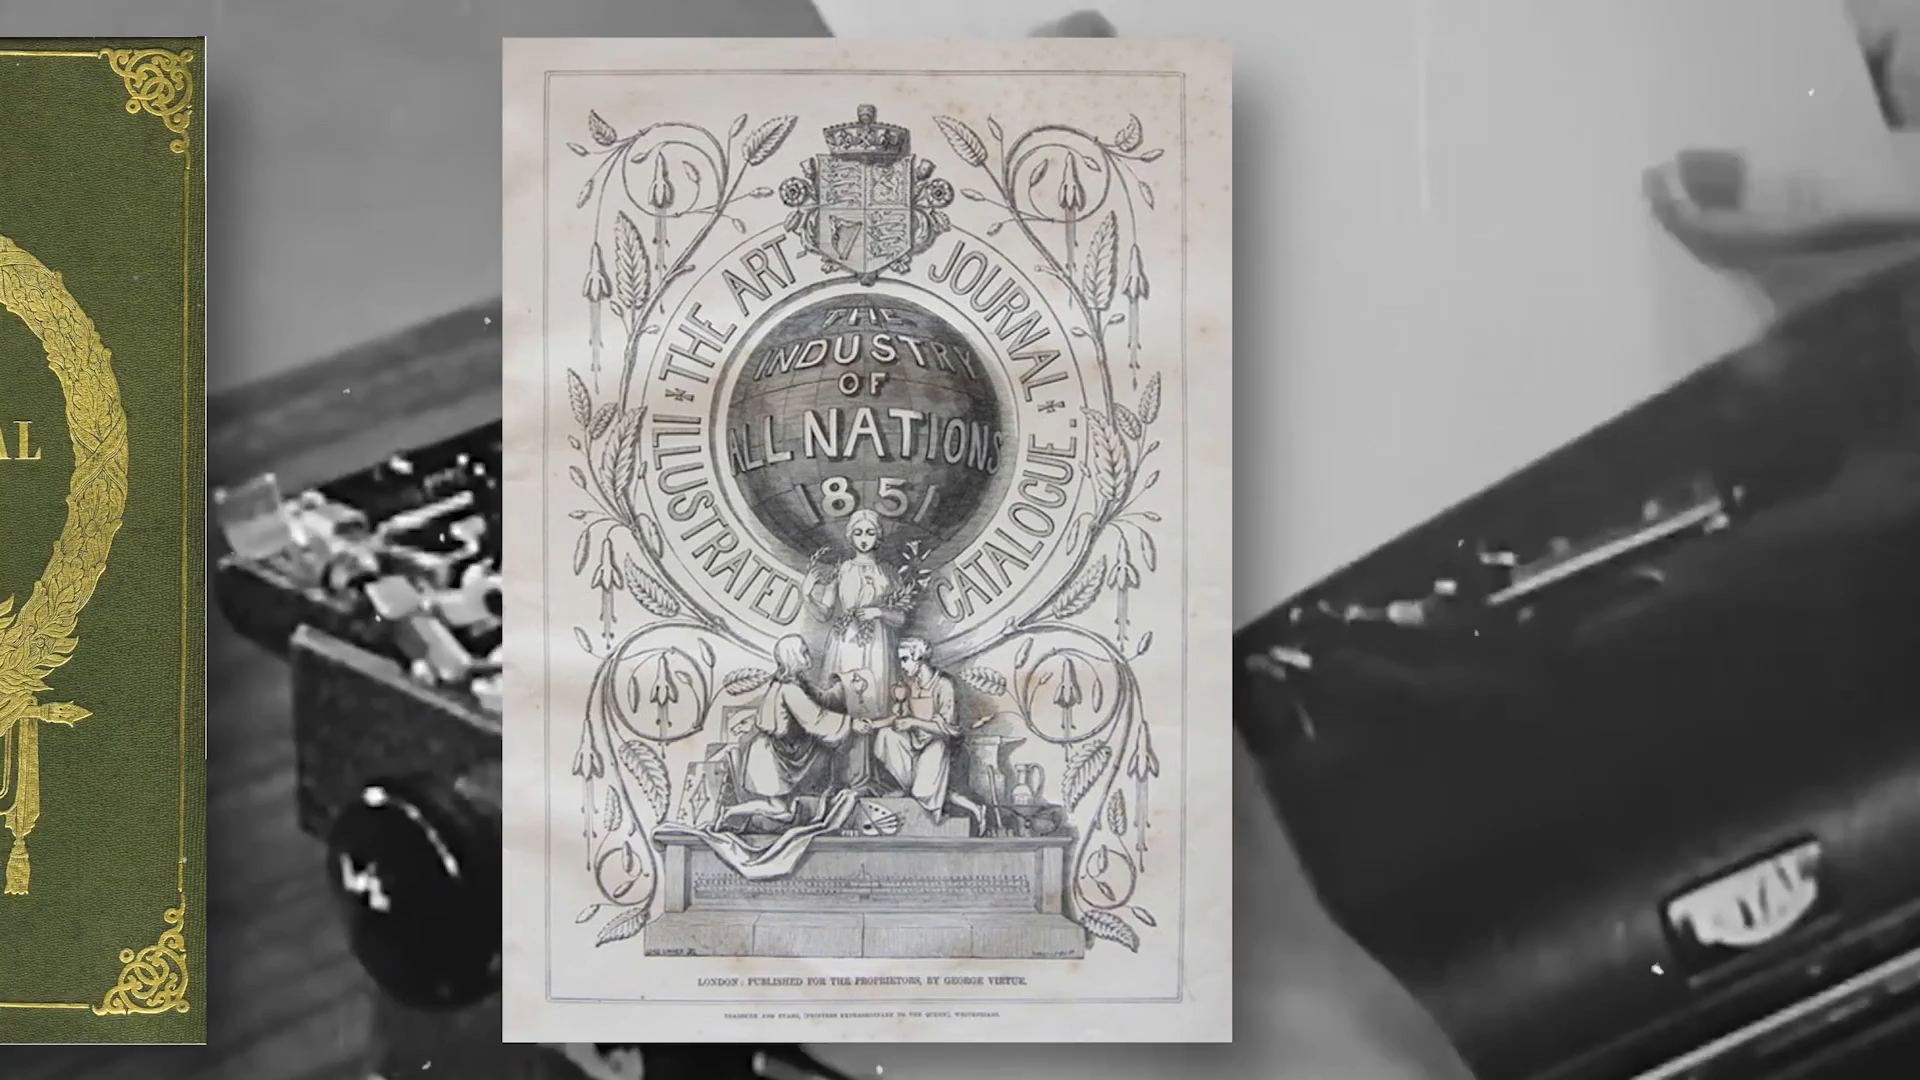 AL
THE ART JOURNAL
ILLUSTRATED CATALOGUE.
THE
INDUSTRY
OF
ALL NATIONS
1851
LONDON: PUBLISHED FOR THE PROPRIETORS, BY GEORGE VIRTUE.